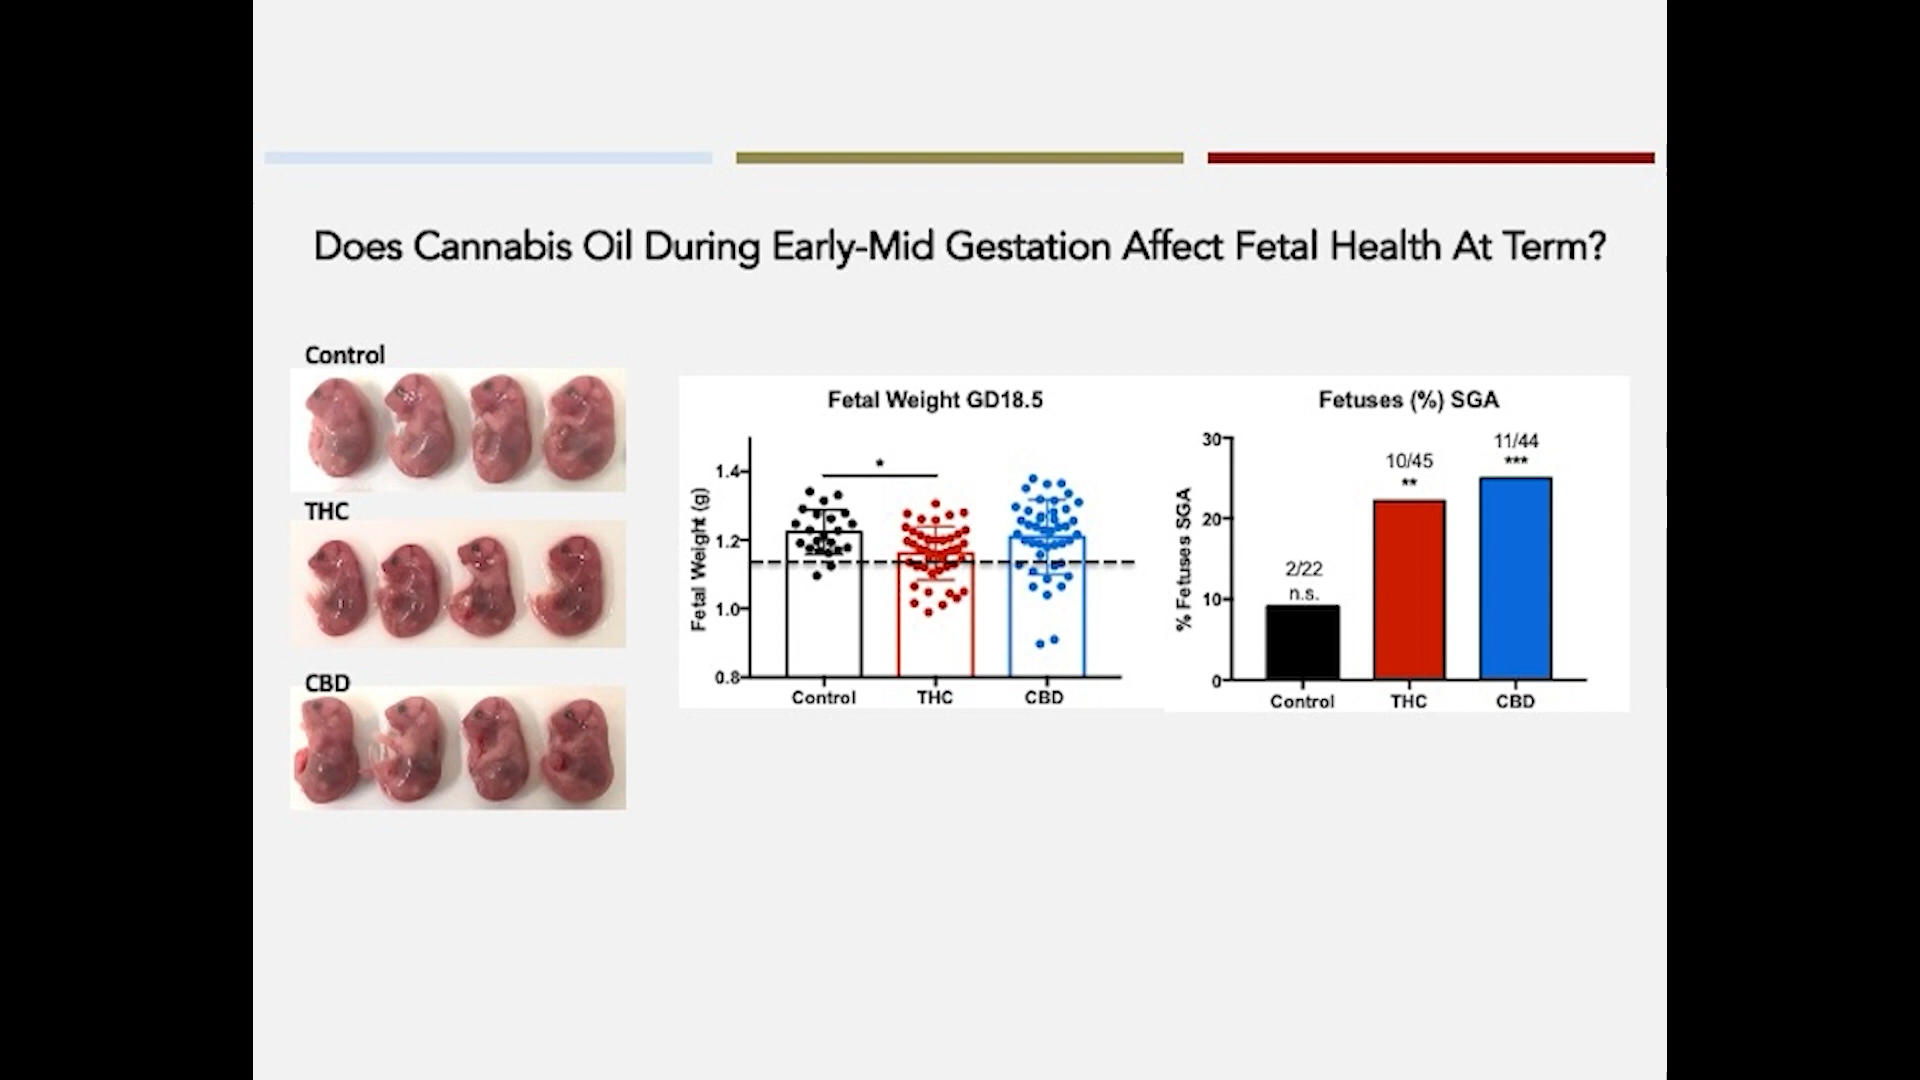 Does Cannabis Oil During Early-Mid Gestation Affect Fetal Health At Term?
Control
THC
CBD
Fetal Weight GD18.5
*
Fetal Weight (g)
1.4
1.2
1.0
0.8
Control THC CBD
Fetuses (%) SGA
% Fetuses SGA
30
20
10
0
2/22
n.s.
10/45
**
11/44
***
Control THC CBD